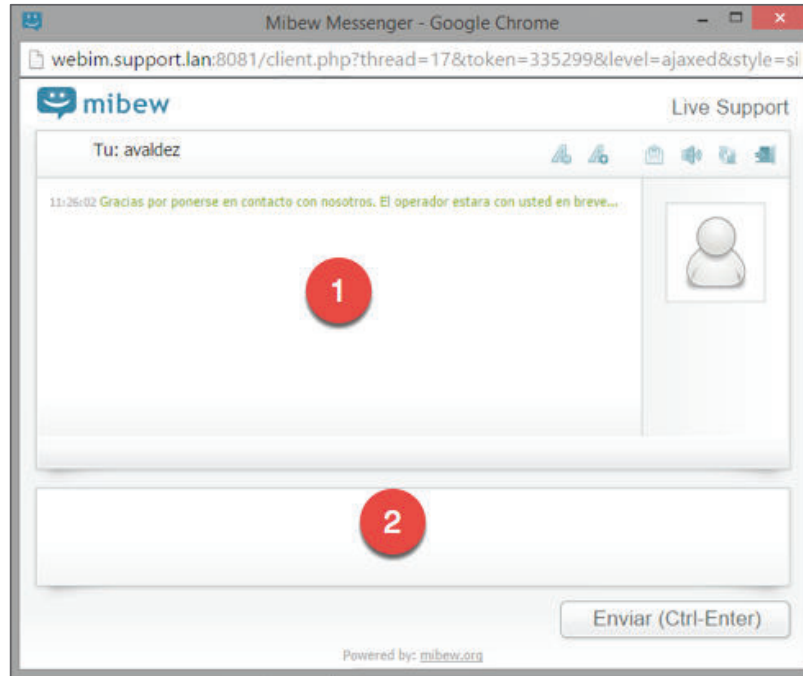 Mibew Messenger - Google Chrome
webim.support.lan:8081/client.php?thread=17&token=335299&level=ajaxed&style=si
mibew
Live Support
Tu: avaldez
11:26:02 Gracias por ponerse en contacto con nosotros. El operador estara con usted en breve...
1
2
Enviar (Ctrl-Enter)
Powered by: mibew.org